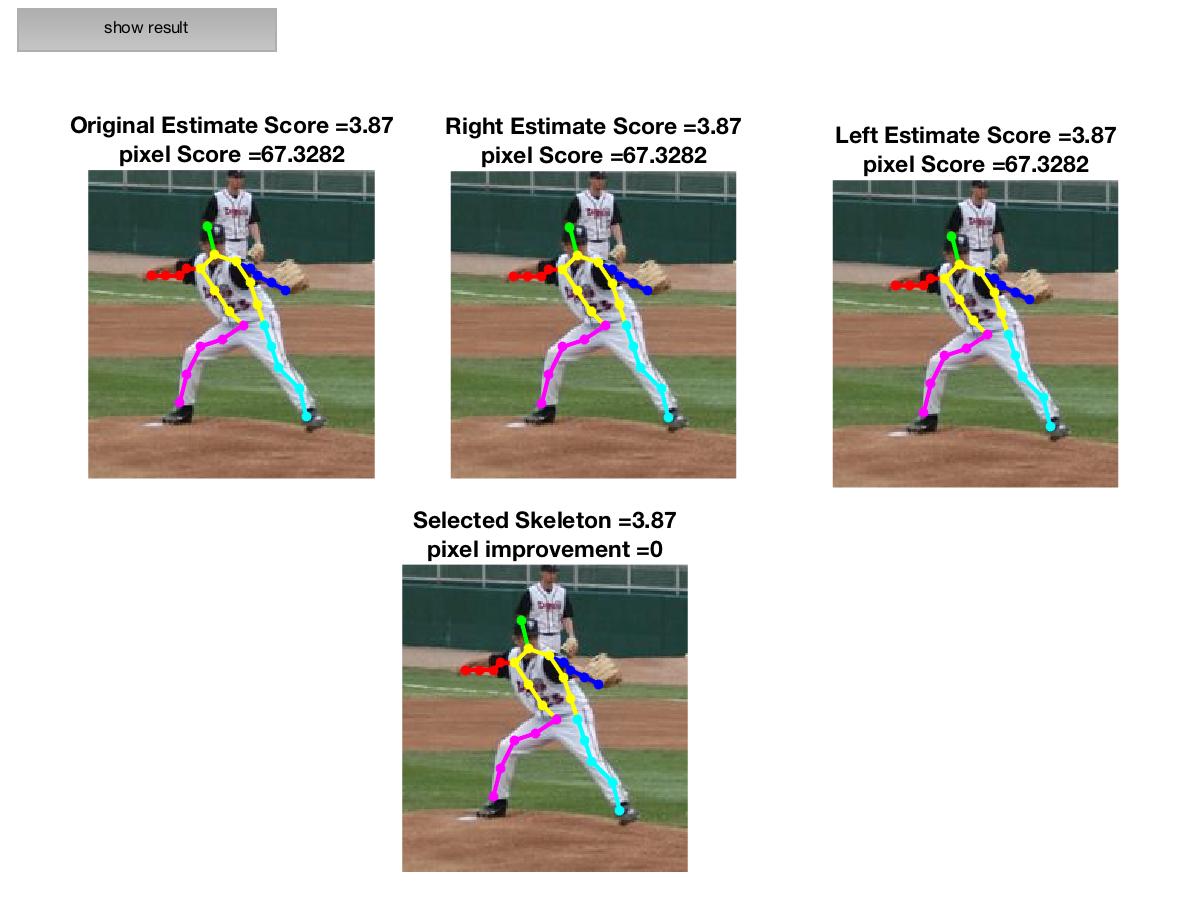 show result
Original Estimate Score =3.87
pixel Score =67.3282
Right Estimate Score =3.87
pixel Score =67.3282
Left Estimate Score =3.87
pixel Score =67.3282
Selected Skeleton =3.87
pixel improvement =0